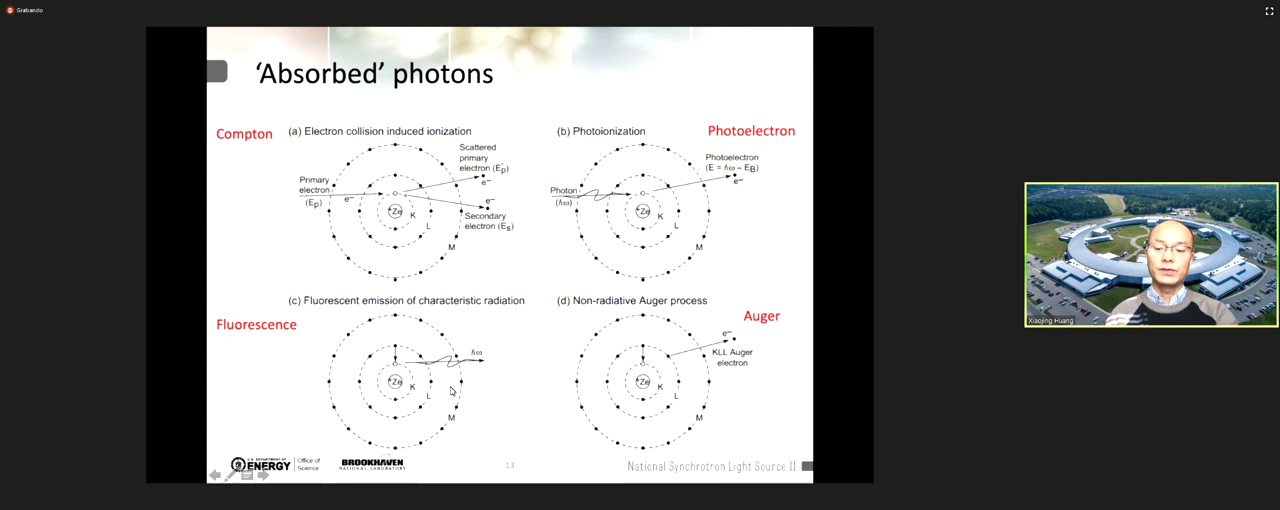 Grabando
'Absorbed' photons
Compton
(a) Electron collision induced ionization
Scattered
primary
electron (E'p)
Primary
electron
(Ep)
e−
e−
e−
Secondary
electron (Es)
+Ze
K
L
M
(b) Photoionization
Photoelectron
Photoelectron
(E = ħω – EB)
e−
Photon
(ħω)
+Ze
K
L
M
(c) Fluorescent emission of characteristic radiation
Fluorescence
ħω
+Ze
K
L
M
(d) Non-radiative Auger process
Auger
e−
KLL Auger
electron
+Ze
K
L
M
U.S. DEPARTMENT OF
ENERGY
Office of
Science
BROOKHAVEN
NATIONAL LABORATORY
13
National Synchrotron Light Source II
Xiaojing Huang